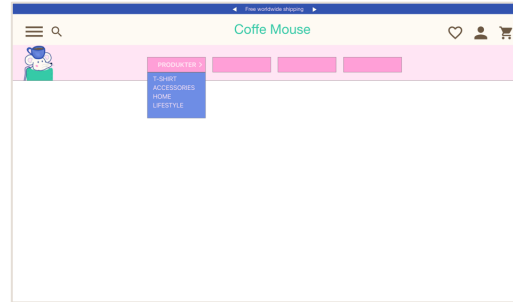 Free worldwide shipping
Coffe Mouse
PRODUKTER >
T-SHIRT
ACCESSORIES
HOME
LIFESTYLE